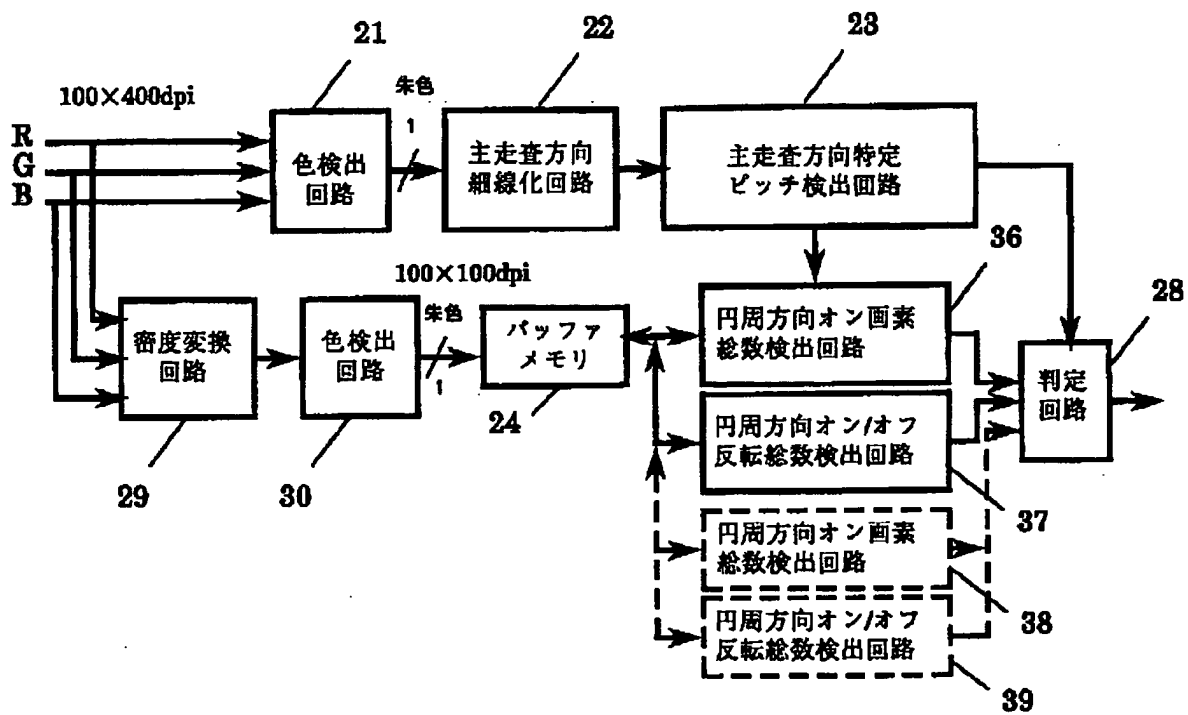 21
22
23
100×400dpi
朱色
1
R
G
B
色検出
回路
主走査方向
細線化回路
主走査方向特定
ピッチ検出回路
36
100×100dpi
朱色
1
28
密度変換
回路
色検出
回路
バッファ
メモリ
円周方向オン画素
総数検出回路
判定
回路
24
円周方向オン/オフ
反転総数検出回路
29
30
37
円周方向オン画素
総数検出回路
38
円周方向オン/オフ
反転総数検出回路
39